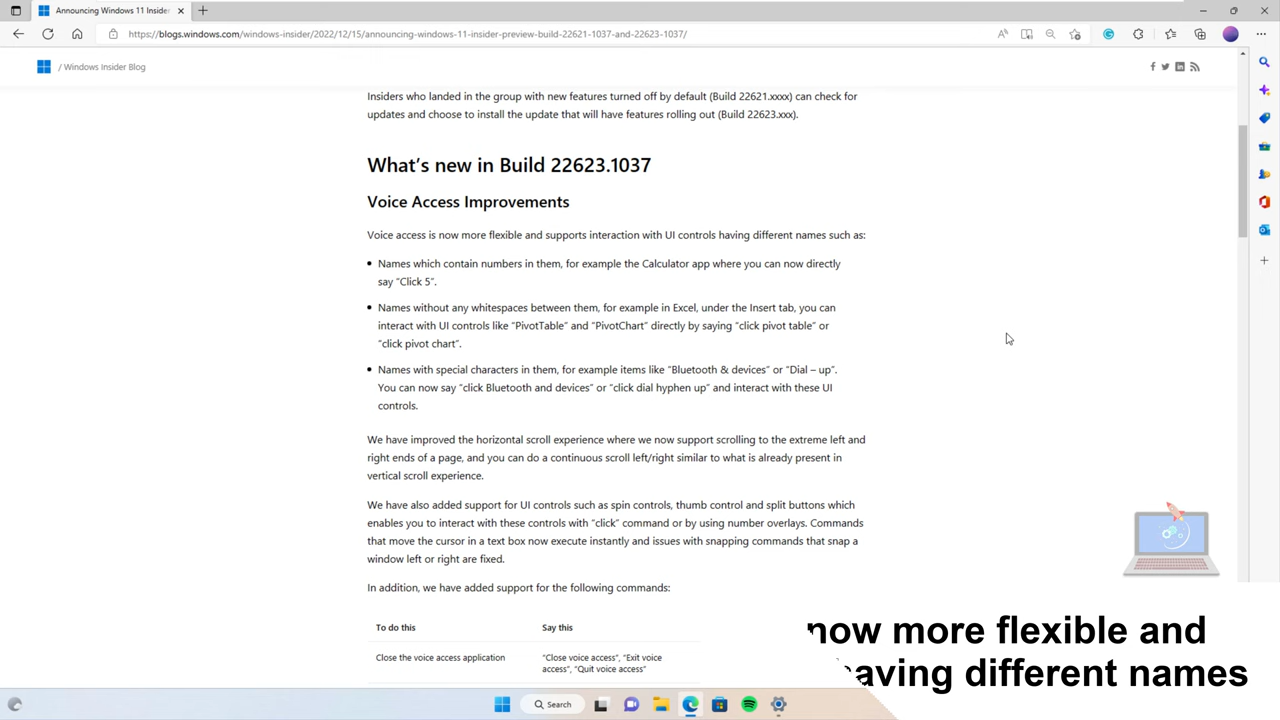 Announcing Windows 11 Insider
https://blogs.windows.com/windows-insider/2022/12/15/announcing-windows-11-insider-preview-build-22621-1037-and-22623-1037/
/ Windows Insider Blog
Insiders who landed in the group with new features turned off by default (Build 22621.xxxx) can check for
updates and choose to install the update that will have features rolling out (Build 22623.xxx).
What's new in Build 22623.1037
Voice Access Improvements
Voice access is now more flexible and supports interaction with UI controls having different names such as:
• Names which contain numbers in them, for example the Calculator app where you can now directly
say “Click 5”.
• Names without any whitespaces between them, for example in Excel, under the Insert tab, you can
interact with UI controls like “PivotTable” and “PivotChart” directly by saying “click pivot table” or
“click pivot chart”.
• Names with special characters in them, for example items like “Bluetooth & devices” or “Dial – up”.
You can now say “click Bluetooth and devices” or “click dial hyphen up” and interact with these UI
controls.
We have improved the horizontal scroll experience where we now support scrolling to the extreme left and
right ends of a page, and you can do a continuous scroll left/right similar to what is already present in
vertical scroll experience.
We have also added support for UI controls such as spin controls, thumb control and split buttons which
enables you to interact with these controls with “click” command or by using number overlays. Commands
that move the cursor in a text box now execute instantly and issues with snapping commands that snap a
window left or right are fixed.
In addition, we have added support for the following commands:
To do this Say this
Close the voice access application “Close voice access”, “Exit voice
access”, “Quit voice access”
now more flexible and
having different names
Search